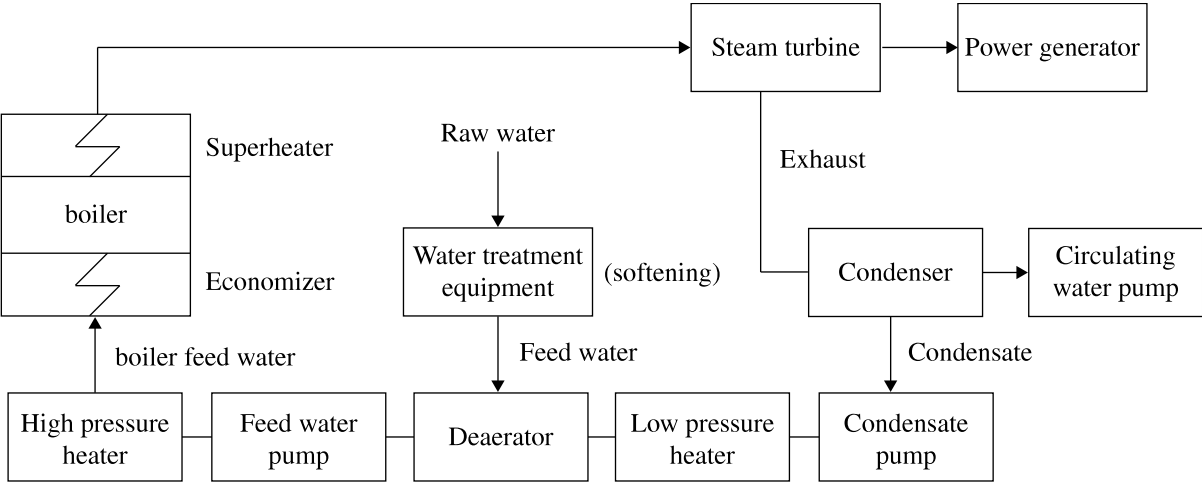 Steam turbine
Power generator
Raw water
Superheater
Exhaust
boiler
Water treatment
equipment
(softening)
Condenser
Circulating
water pump
Economizer
boiler feed water
Feed water
Condensate
High pressure
heater
Feed water
pump
Deaerator
Low pressure
heater
Condensate
pump